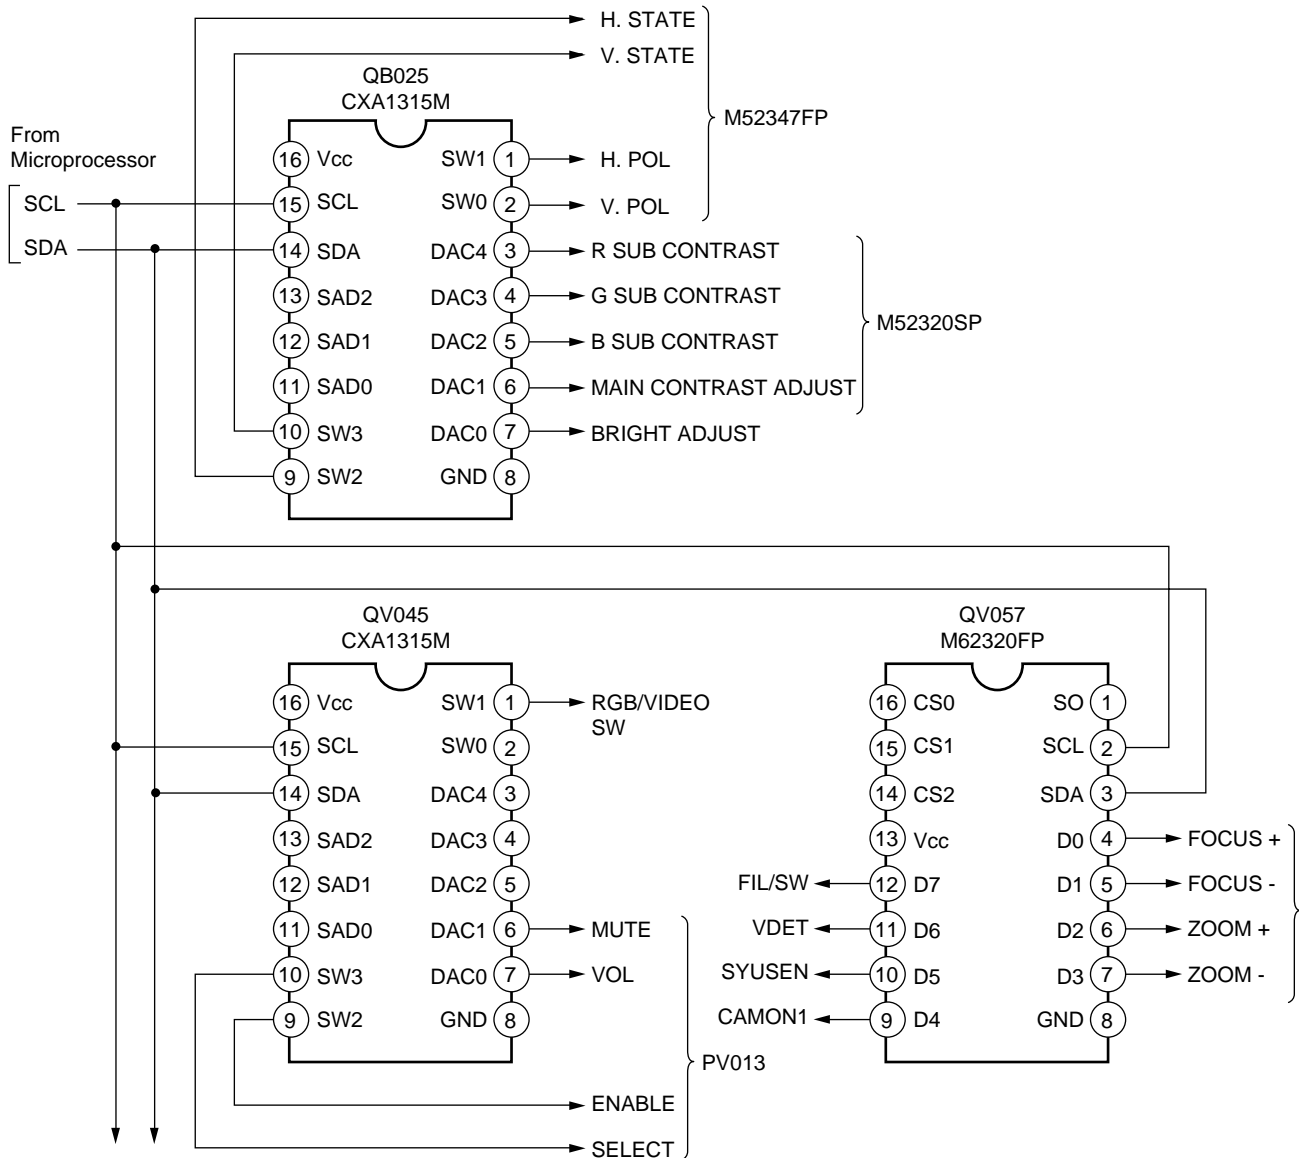 H. STATE
V. STATE
QB025
CXA1315M
M52347FP
From
Microprocessor
16 Vcc SW1 1 H. POL
SCL 15 SCL SW0 2 V. POL
SDA 14 SDA DAC4 3 R SUB CONTRAST
13 SAD2 DAC3 4 G SUB CONTRAST
M52320SP
12 SAD1 DAC2 5 B SUB CONTRAST
11 SAD0 DAC1 6 MAIN CONTRAST ADJUST
10 SW3 DAC0 7 BRIGHT ADJUST
9 SW2 GND 8
QV045
CXA1315M
16 Vcc SW1 1 RGB/VIDEO
SW
15 SCL SW0 2
14 SDA DAC4 3
13 SAD2 DAC3 4
12 SAD1 DAC2 5
11 SAD0 DAC1 6 MUTE
10 SW3 DAC0 7 VOL
9 SW2 GND 8
PV013
ENABLE
SELECT
QV057
M62320FP
16 CS0 SO 1
15 CS1 SCL 2
14 CS2 SDA 3
13 Vcc D0 4 FOCUS +
FIL/SW 12 D7 D1 5 FOCUS -
VDET 11 D6 D2 6 ZOOM +
SYUSEN 10 D5 D3 7 ZOOM -
CAMON1 9 D4 GND 8